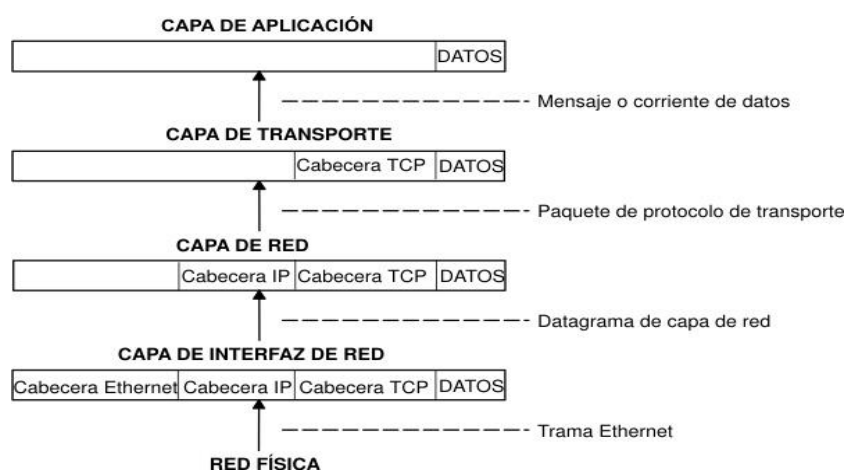 CAPA DE APLICACIÓN
DATOS
Mensaje o corriente de datos
CAPA DE TRANSPORTE
Cabecera TCP DATOS
Paquete de protocolo de transporte
CAPA DE RED
Cabecera IP Cabecera TCP DATOS
Datagrama de capa de red
CAPA DE INTERFAZ DE RED
Cabecera Ethernet Cabecera IP Cabecera TCP DATOS
Trama Ethernet
RED FÍSICA